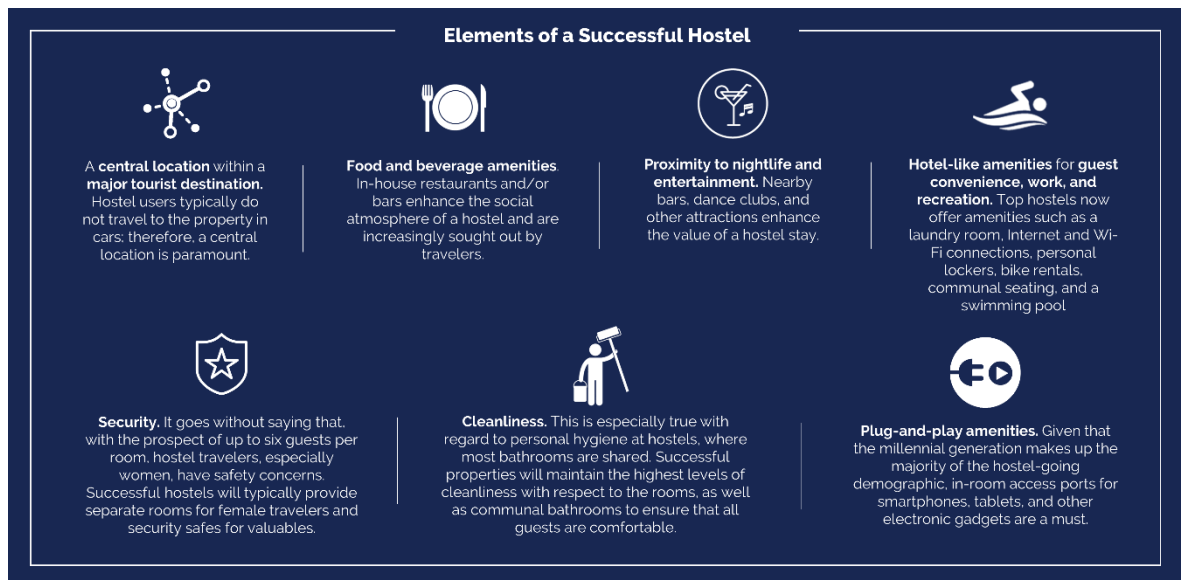 Elements of a Successful Hostel
A central location within a
major tourist destination.
Hostel users typically do
not travel to the property in
cars; therefore, a central
location is paramount.
Food and beverage amenities.
In-house restaurants and/or
bars enhance the social
atmosphere of a hostel and are
increasingly sought out by
travelers.
Proximity to nightlife and
entertainment. Nearby
bars, dance clubs, and
other attractions enhance
the value of a hostel stay.
Hotel-like amenities for guest
convenience, work, and
recreation. Top hostels now
offer amenities such as a
laundry room, Internet and Wi-
Fi connections, personal
lockers, bike rentals,
communal seating, and a
swimming pool
Security. It goes without saying that,
with the prospect of up to six guests per
room, hostel travelers, especially
women, have safety concerns.
Successful hostels will typically provide
separate rooms for female travelers and
security safes for valuables.
Cleanliness. This is especially true with
regard to personal hygiene at hostels, where
most bathrooms are shared. Successful
properties will maintain the highest levels of
cleanliness with respect to the rooms, as well
as communal bathrooms to ensure that all
guests are comfortable.
Plug-and-play amenities. Given that
the millennial generation makes up the
majority of the hostel-going
demographic, in-room access ports for
smartphones, tablets, and other
electronic gadgets are a must.